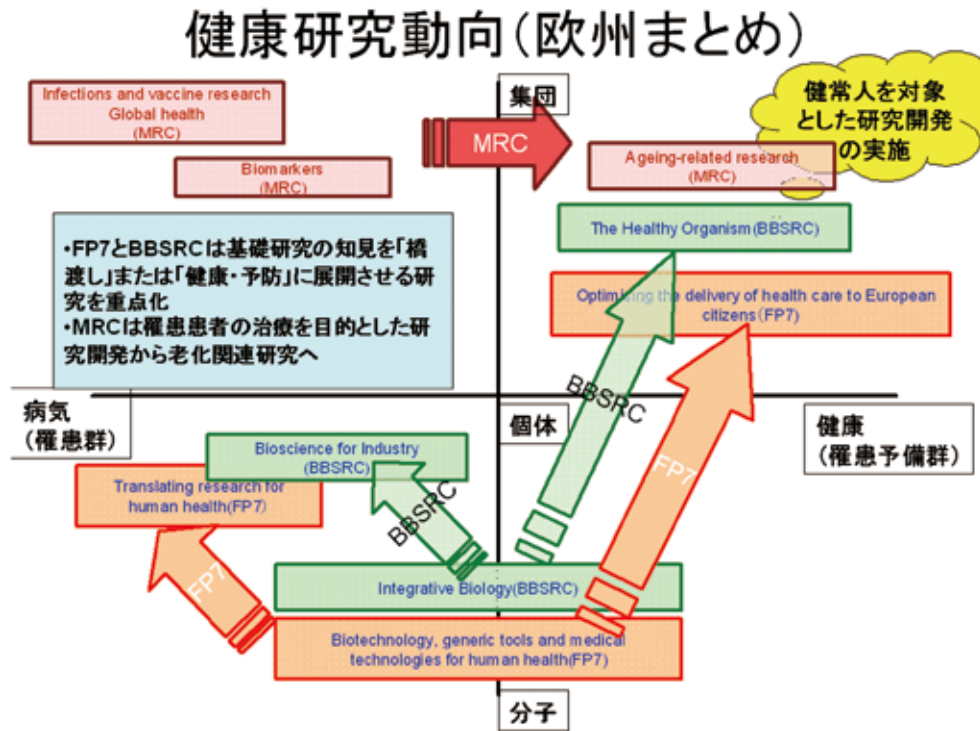 健康研究動向(欧州まとめ)
Infections and vaccine research
Global health
(MRC)
集団
健常人を対象
とした研究開発
の実施
MRC
Biomarkers
(MRC)
Ageing-related research
(MRC)
The Healthy Organism(BBSRC)
・FP7とBBSRCは基礎研究の知見を「橋
渡し」または「健康・予防」に展開させる研
究を重点化
・MRCは罹患患者の治療を目的とした研
究開発から老化関連研究へ
Optimising the delivery of health care to European
citizens(FP7)
BBSRC
病気
(罹患群)
個体
健康
(罹患予備群)
Bioscience for Industry
(BBSRC)
FP7
Translating research for
human health(FP7)
BBSRC
FP7
Integrative Biology(BBSRC)
Biotechnology, generic tools and medical
technologies for human health(FP7)
分子